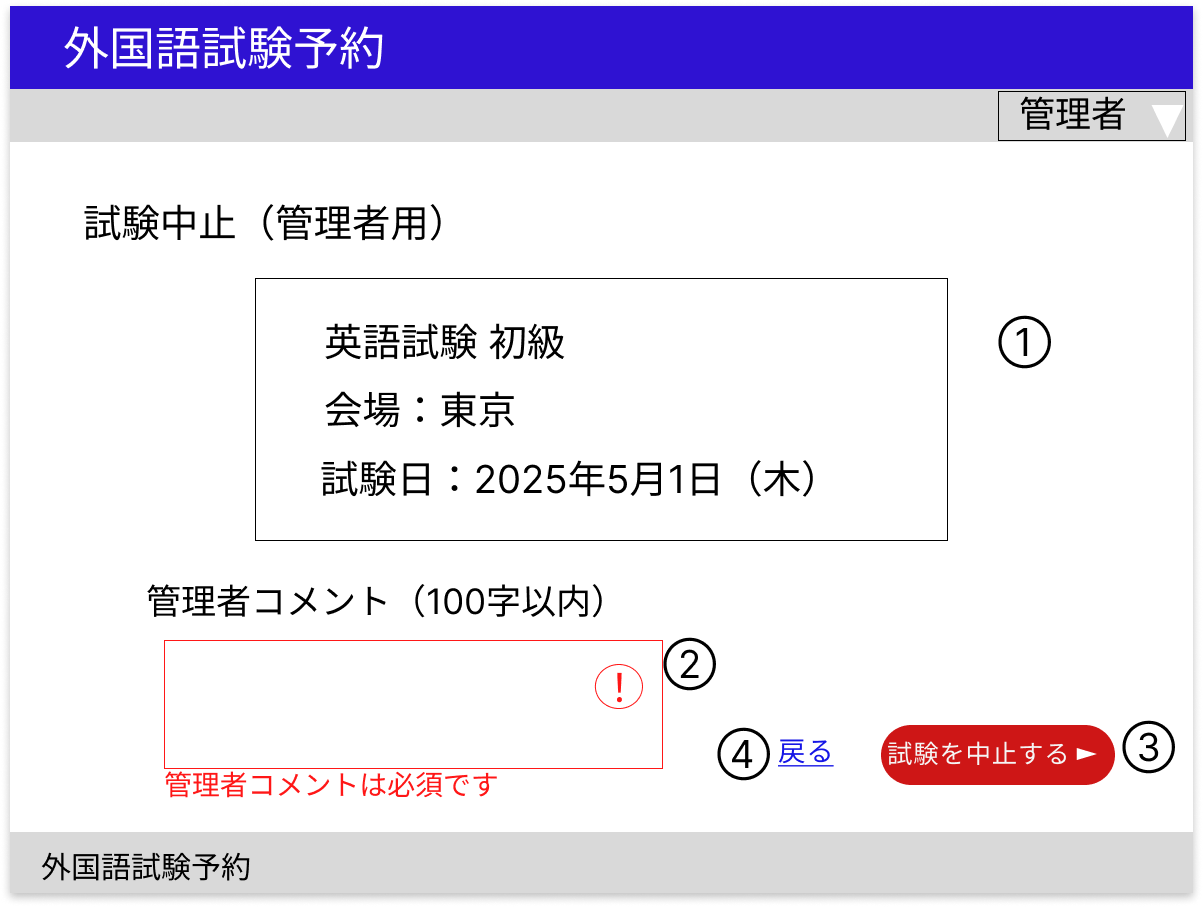 外国語試験予約
管理者 ▼
試験中止（管理者用）
英語試験 初級
①
会場：東京
試験日：2025年5月1日（木）
管理者コメント（100字以内）
②
!
管理者コメントは必須です
④ 戻る
試験を中止する ►
③
外国語試験予約